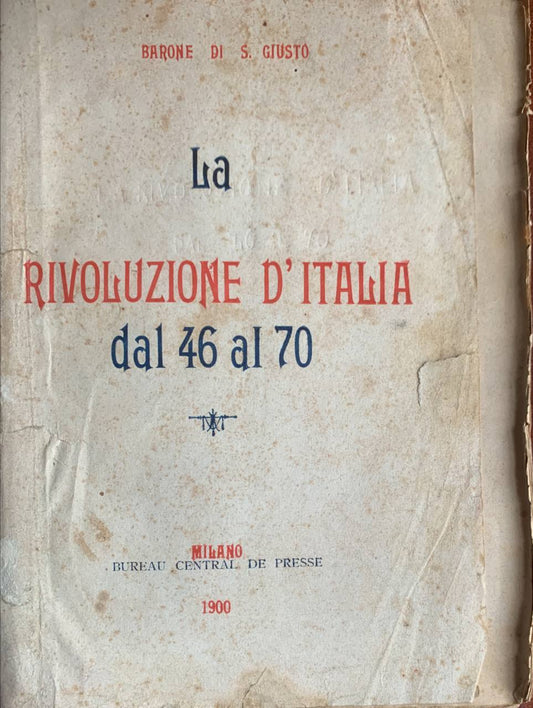 BARONE DI S. GIUSTO
La
RIVOLUZIONE D'ITALIA
dal 46 al 70
MILANO
BUREAU CENTRAL DE PRESSE
1900